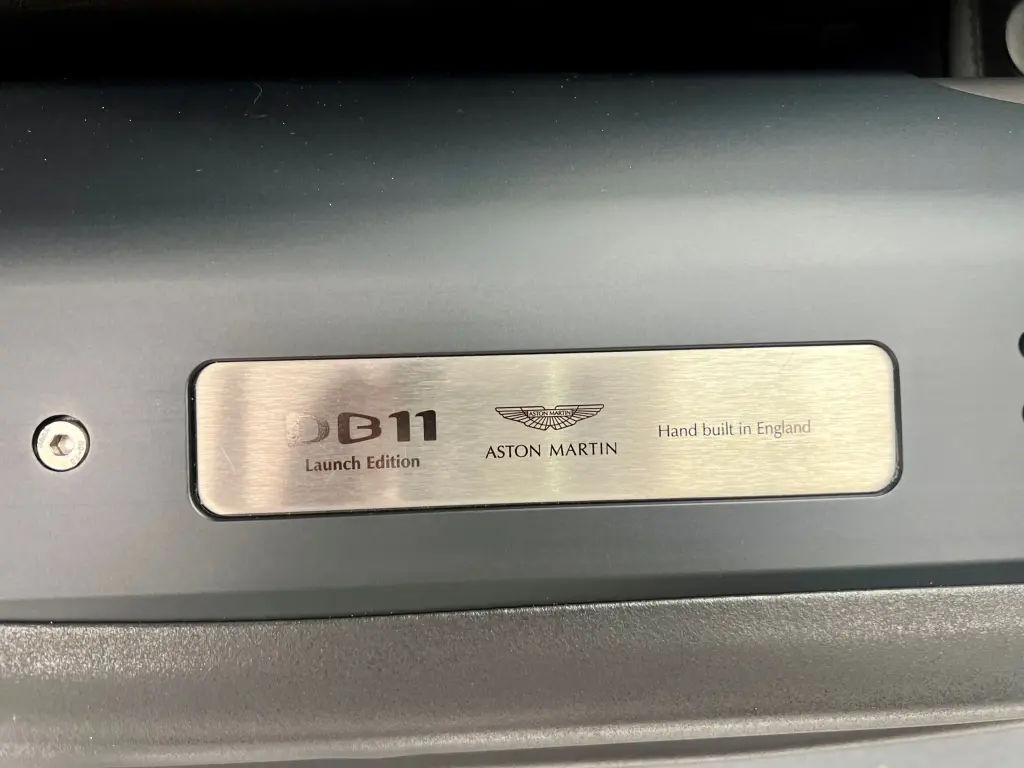 DB11
Launch Edition
ASTON MARTIN
ASTON MARTIN
Hand built in England